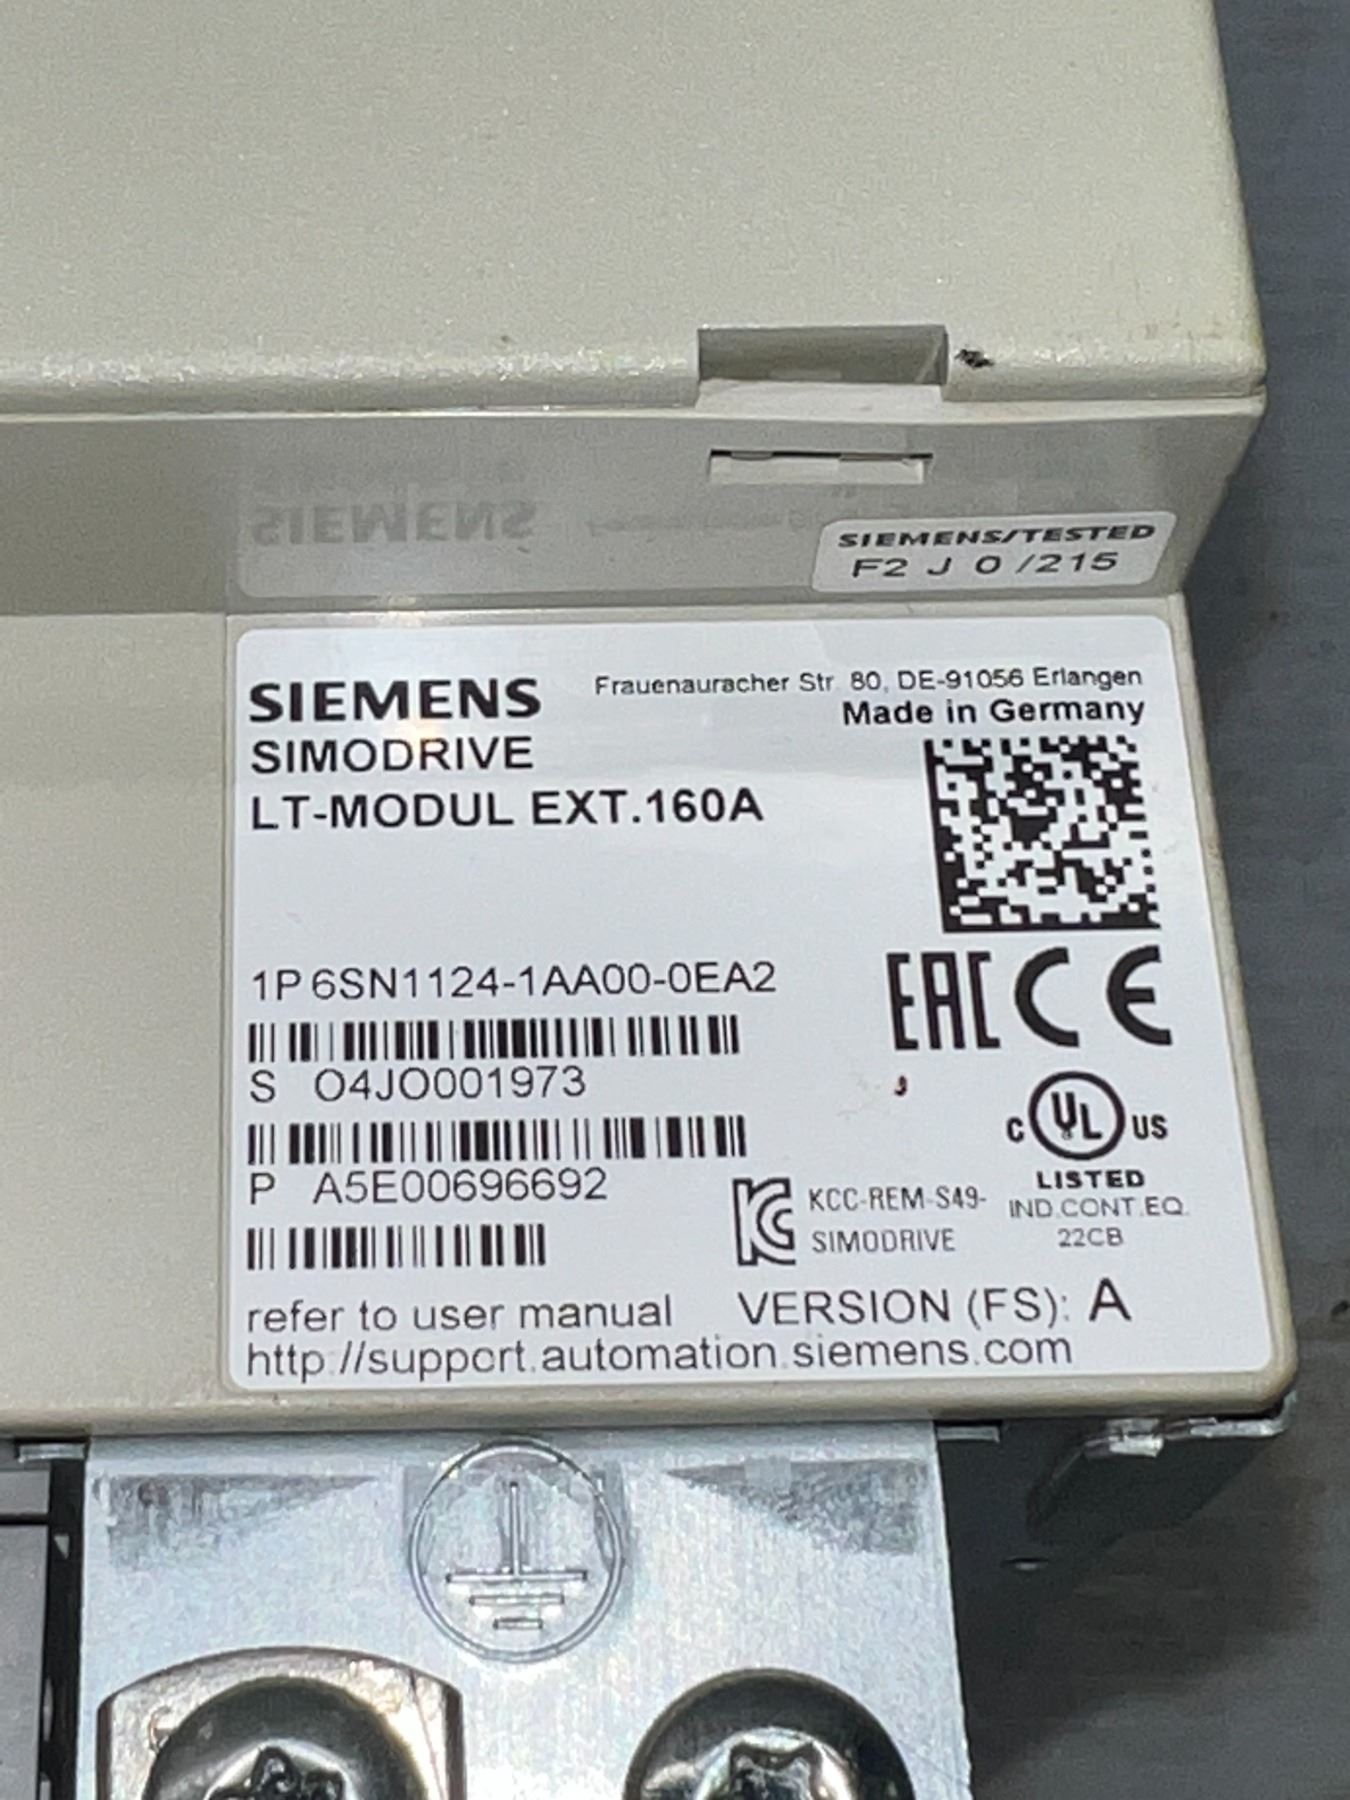 SIEMENS/TESTED
F2 J 0 /215
SIEMENS Frauenauracher Str 80, DE-91056 Erlangen
Made in Germany
SIMODRIVE
LT-MODUL EXT.160A
1P 6SN1124-1AA00-0EA2
EAC CE
S O4JO001973
C UL US
LISTED
P A5E00696692
KCC-REM-S49-
SIMODRIVE
IND.CONT.EQ.
22CB
refer to user manual VERSION (FS): A
http://support.automation.siemens.com